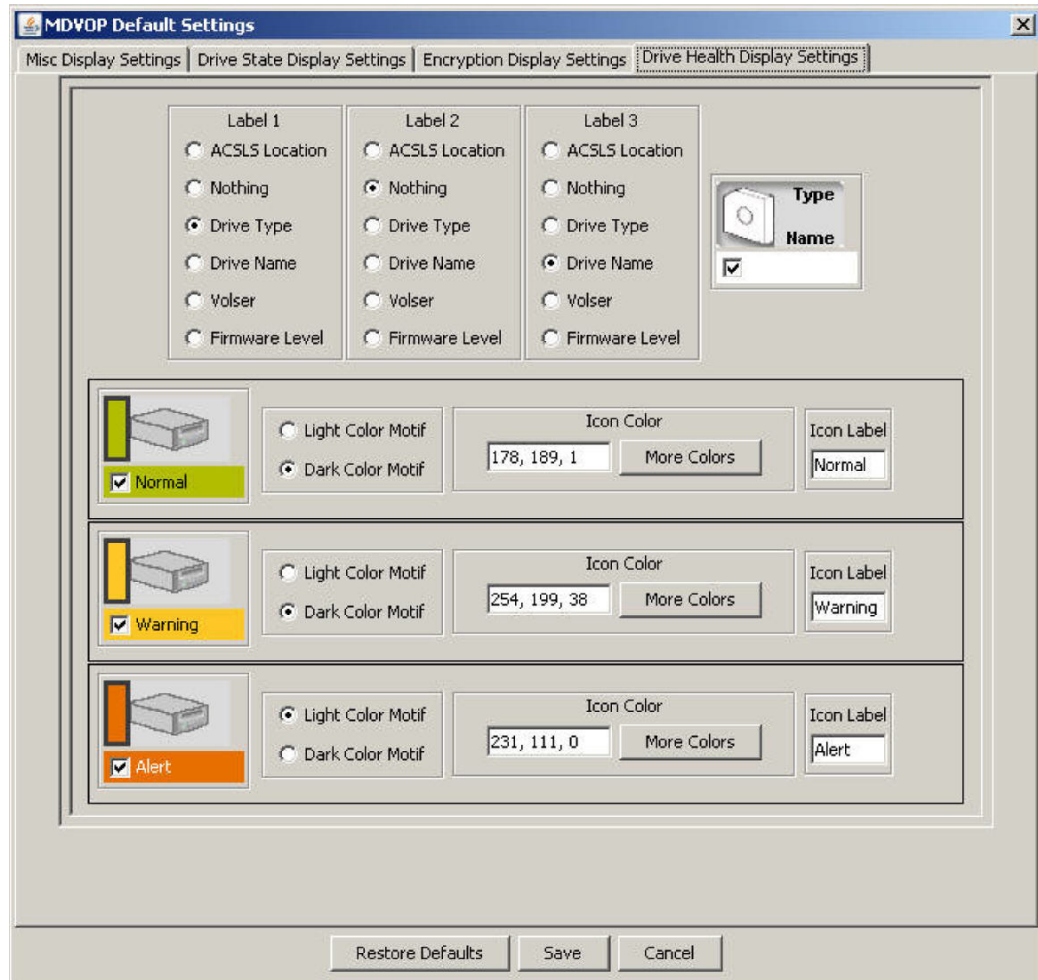 MDVOP Default Settings
Misc Display Settings Drive State Display Settings Encryption Display Settings Drive Health Display Settings
Label 1 Label 2 Label 3
ACSLS Location ACSLS Location ACSLS Location
Nothing Nothing Nothing
Drive Type Drive Type Drive Type
Drive Name Drive Name Drive Name
Volser Volser Volser
Firmware Level Firmware Level Firmware Level
Type
Name
Normal
Light Color Motif
Dark Color Motif
Icon Color
178, 189, 1 More Colors
Icon Label
Normal
Warning
Light Color Motif
Dark Color Motif
Icon Color
254, 199, 38 More Colors
Icon Label
Warning
Alert
Light Color Motif
Dark Color Motif
Icon Color
231, 111, 0 More Colors
Icon Label
Alert
Restore Defaults Save Cancel